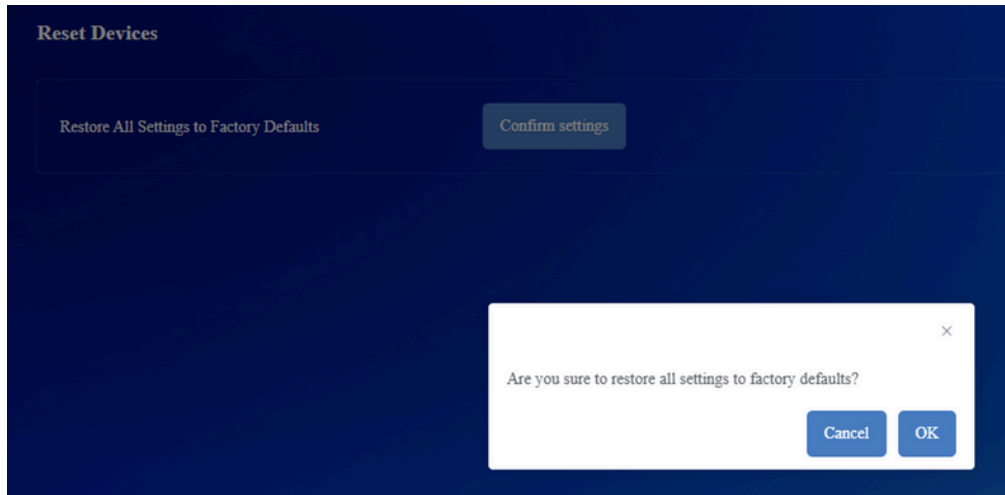 Reset Devices
Restore All Settings to Factory Defaults
Confirm settings
Are you sure to restore all settings to factory defaults?
Cancel
OK